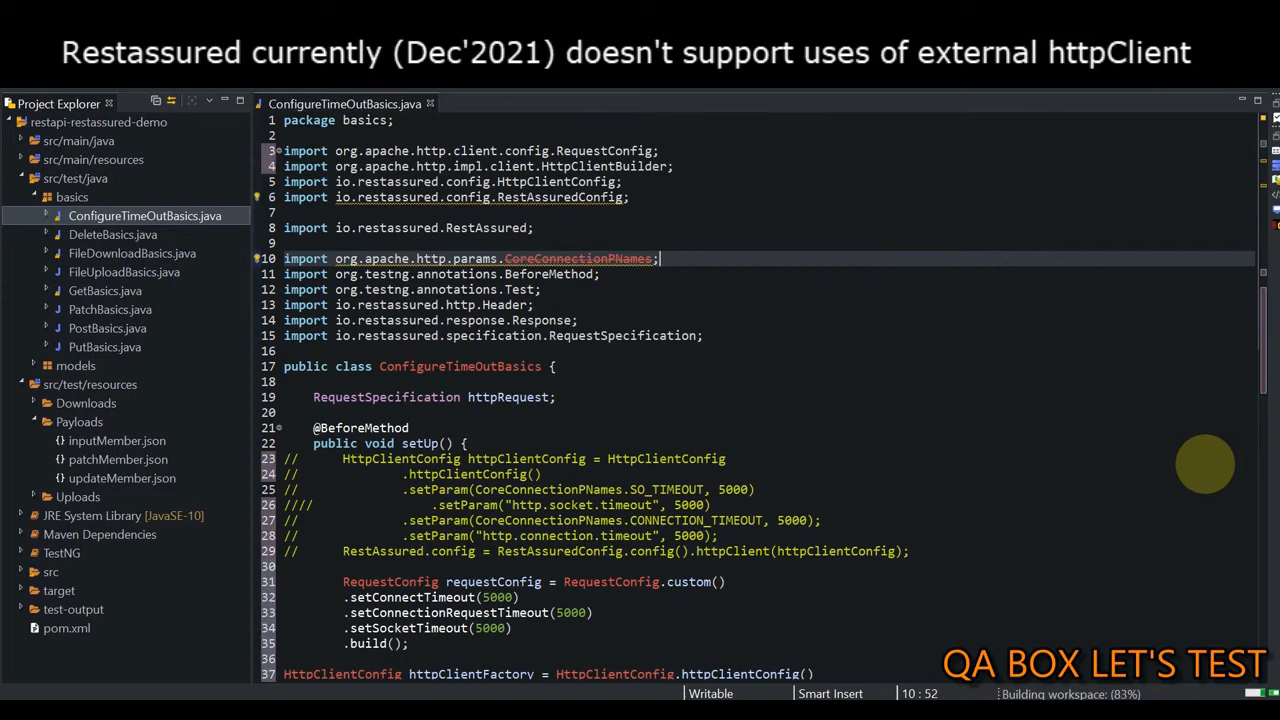 Restassured currently (Dec'2021) doesn't support uses of external httpClient
Project Explorer
restapi-restassured-demo
src/main/java
src/main/resources
src/test/java
basics
ConfigureTimeOutBasics.java
DeleteBasics.java
FileDownloadBasics.java
FileUploadBasics.java
GetBasics.java
PatchBasics.java
PostBasics.java
PutBasics.java
models
src/test/resources
Downloads
Payloads
inputMember.json
patchMember.json
updateMember.json
Uploads
JRE System Library [JavaSE-10]
Maven Dependencies
TestNG
src
target
test-output
pom.xml
ConfigureTimeOutBasics.java
1 package basics;
2
3 import org.apache.http.client.config.RequestConfig;
4 import org.apache.http.impl.client.HttpClientBuilder;
5 import io.restassured.config.HttpClientConfig;
6 import io.restassured.config.RestAssuredConfig;
7
8 import io.restassured.RestAssured;
9
10 import org.apache.http.params.CoreConnectionPNames;
11 import org.testng.annotations.BeforeMethod;
12 import org.testng.annotations.Test;
13 import io.restassured.http.Header;
14 import io.restassured.response.Response;
15 import io.restassured.specification.RequestSpecification;
16
17 public class ConfigureTimeOutBasics {
18
19 RequestSpecification httpRequest;
20
21 @BeforeMethod
22 public void setUp() {
23 // HttpClientConfig httpClientConfig = HttpClientConfig
24 // .httpClientConfig()
25 // .setParam(CoreConnectionPNames.SO_TIMEOUT, 5000)
26 //// .setParam("http.socket.timeout", 5000)
27 // .setParam(CoreConnectionPNames.CONNECTION_TIMEOUT, 5000);
28 // .setParam("http.connection.timeout", 5000);
29 // RestAssured.config = RestAssuredConfig.config().httpClient(httpClientConfig);
30
31 RequestConfig requestConfig = RequestConfig.custom()
32 .setConnectTimeout(5000)
33 .setConnectionRequestTimeout(5000)
34 .setSocketTimeout(5000)
35 .build();
36
37 HttpClientConfig httpClientFactory = HttpClientConfig.httpClientConfig()
QA BOX LET'S TEST
Writable
Smart Insert
10 : 52
Building workspace: (83%)